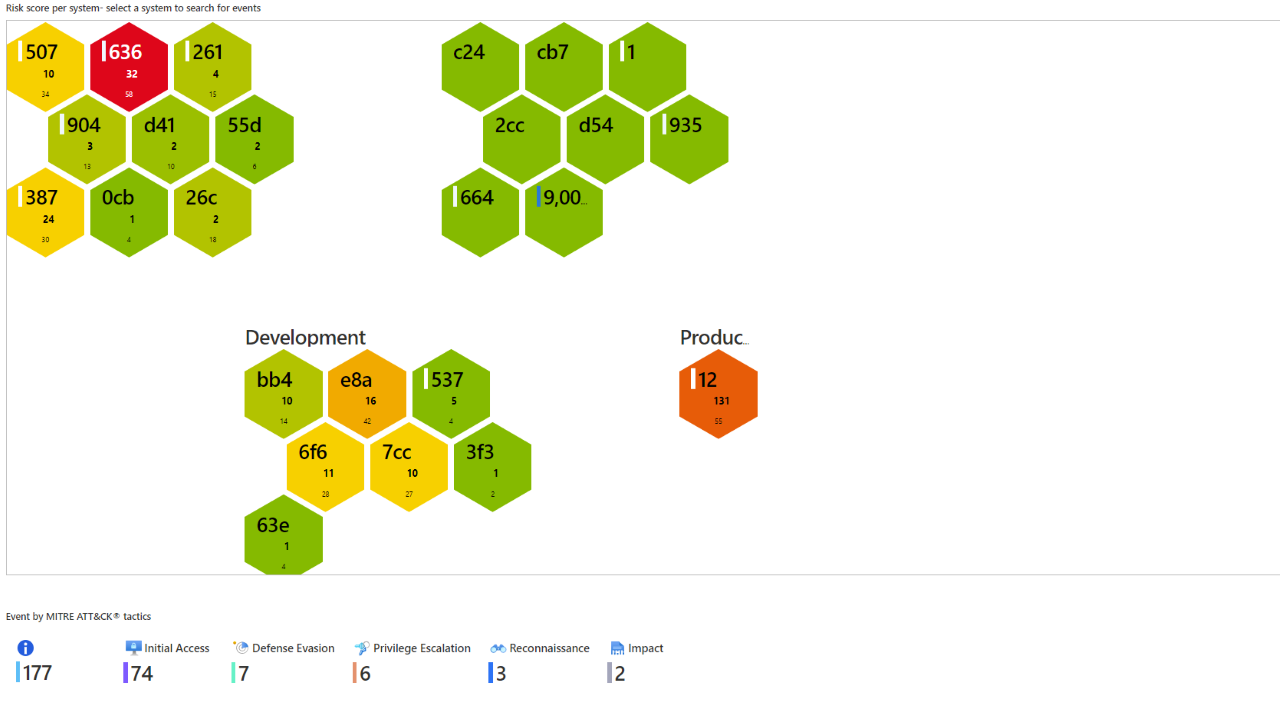 Risk score per system- select a system to search for events
507
10
34
636
32
58
261
4
15
c24
cb7
1
904
3
13
d41
2
10
55d
2
6
2cc
d54
935
387
24
30
0cb
1
4
26c
2
18
664
9,00...
Development
Produc...
bb4
10
14
e8a
16
42
537
5
4
12
131
55
6f6
11
28
7cc
10
27
3f3
1
2
63e
1
4
Event by MITRE ATT&CK® tactics
Initial Access
Defense Evasion
Privilege Escalation
Reconnaissance
Impact
177
74
7
6
3
2